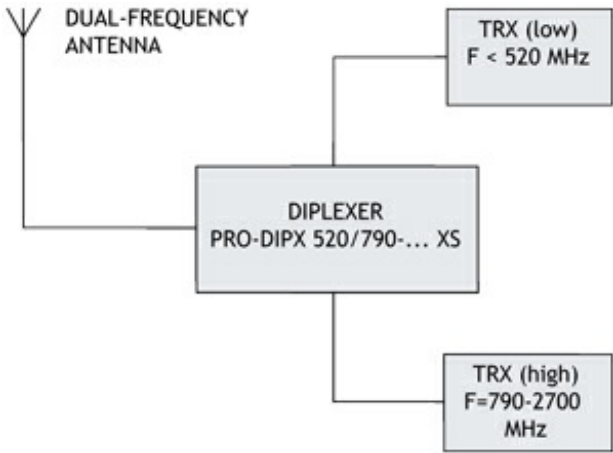 DUAL-FREQUENCY
ANTENNA
TRX (low)
F < 520 MHz
DIPLEXER
PRO-DIPX 520/790-... XS
TRX (high)
F=790-2700
MHz